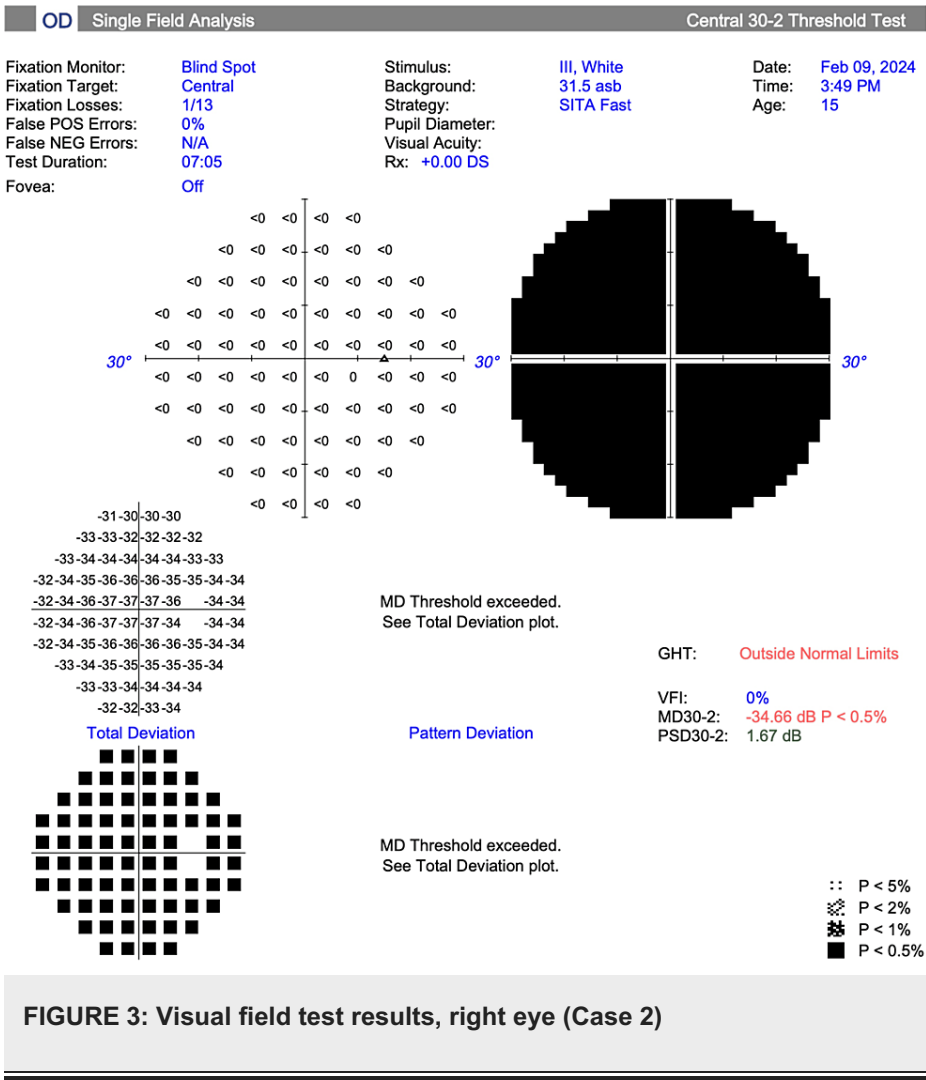 OD Single Field Analysis Central 30-2 Threshold Test
Fixation Monitor: Blind Spot Stimulus: III, White Date: Feb 09, 2024
Fixation Target: Central Background: 31.5 asb Time: 3:49 PM
Fixation Losses: 1/13 Strategy: SITA Fast Age: 15
False POS Errors: 0% Pupil Diameter:
False NEG Errors: N/A Visual Acuity:
Test Duration: 07:05 Rx: +0.00 DS
Fovea: Off
<0 <0 <0 <0
<0 <0 <0 <0 <0 <0
<0 <0 <0 <0 <0 <0 <0 <0
<0 <0 <0 <0 <0 <0 <0 <0 <0 <0
<0 <0 <0 <0 <0 <0 <0 <0 <0 <0
30° 30° 30°
<0 <0 <0 <0 <0 <0 0 <0 <0 <0
<0 <0 <0 <0 <0 <0 <0 <0 <0 <0
<0 <0 <0 <0 <0 <0 <0 <0
<0 <0 <0 <0 <0 <0
<0 <0 <0 <0
-31 -30 -30 -30
-33 -33 -32 -32 -32 -32
-33 -34 -34 -34 -34 -34 -33 -33
-32 -34 -35 -36 -36 -36 -35 -35 -34 -34
-32 -34 -36 -37 -37 -37 -36 -34 -34
-32 -34 -36 -37 -37 -37 -34 -34 -34
-32 -34 -35 -36 -36 -36 -36 -35 -34 -34
-33 -34 -35 -35 -35 -35 -35 -34
-33 -33 -34 -34 -34 -34
-32 -32 -33 -34
MD Threshold exceeded.
See Total Deviation plot.
GHT: Outside Normal Limits
VFI: 0%
MD30-2: -34.66 dB P < 0.5%
PSD30-2: 1.67 dB
Total Deviation Pattern Deviation
MD Threshold exceeded.
See Total Deviation plot.
P < 5%
P < 2%
P < 1%
P < 0.5%
FIGURE 3: Visual field test results, right eye (Case 2)